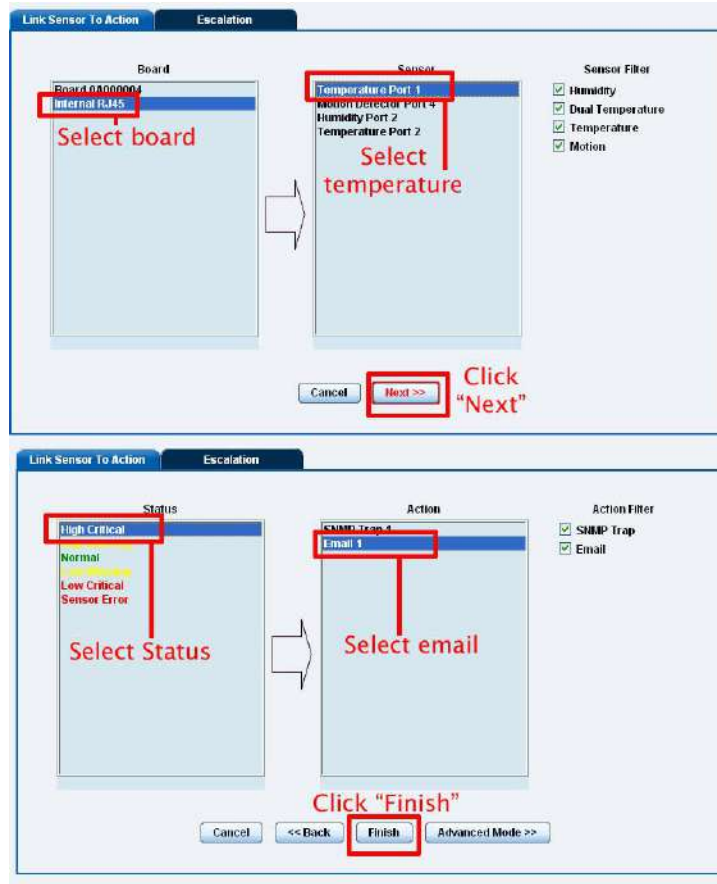 Link Sensor To Action Escalation
Board Sensor Sensor Filter
Board 0A000004
Internal RJ45
Select board
Temperature Port 1
Motion Detector Port 4
Humidity Port 2
Temperature Port 2
Select
temperature
Humidity
Dual Temperature
Temperature
Motion
Cancel Next >>
Click
“Next”
Link Sensor To Action Escalation
Status Action Action Filter
High Critical
Normal
Low Critical
Sensor Error
Select Status
SNMP Trap 1
Email 1
Select email
SNMP Trap
Email
Click “Finish”
Cancel << Back Finish Advanced Mode >>